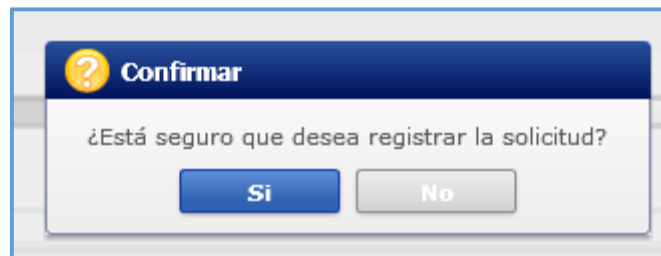 Confirmar
¿Está seguro que desea registrar la solicitud?
Si
No